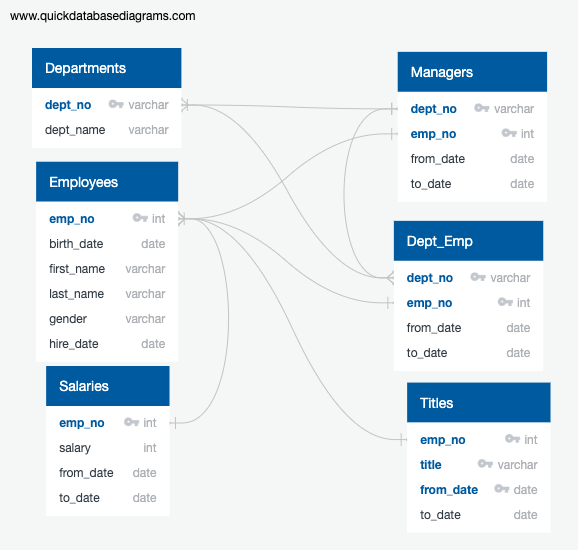 www.quickdatabasediagrams.com
Departments
dept_no varchar
dept_name varchar
Employees
emp_no int
birth_date date
first_name varchar
last_name varchar
gender varchar
hire_date date
Salaries
emp_no int
salary int
from_date date
to_date date
Managers
dept_no varchar
emp_no int
from_date date
to_date date
Dept_Emp
dept_no varchar
emp_no int
from_date date
to_date date
Titles
emp_no int
title varchar
from_date date
to_date date